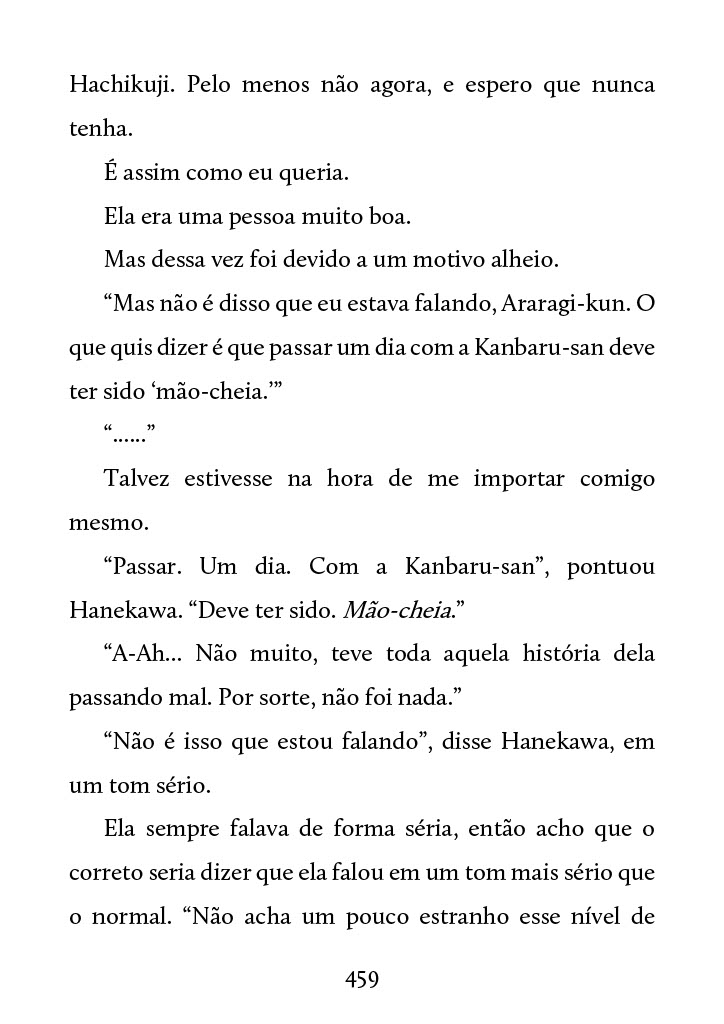 Hachikuji. Pelo menos não agora, e espero que nunca
tenha.
É assim como eu queria.
Ela era uma pessoa muito boa.
Mas dessa vez foi devido a um motivo alheio.
“Mas não é disso que eu estava falando, Araragi-kun. O
que quis dizer é que passar um dia com a Kanbaru-san deve
ter sido ‘mão-cheia.’”
“......”
Talvez estivesse na hora de me importar comigo
mesmo.
“Passar. Um dia. Com a Kanbaru-san”, pontuou
Hanekawa. “Deve ter sido. Mão-cheia.”
“A-Ah... Não muito, teve toda aquela história dela
passando mal. Por sorte, não foi nada.”
“Não é isso que estou falando”, disse Hanekawa, em
um tom sério.
Ela sempre falava de forma séria, então acho que o
correto seria dizer que ela falou em um tom mais sério que
o normal. “Não acha um pouco estranho esse nível de
459